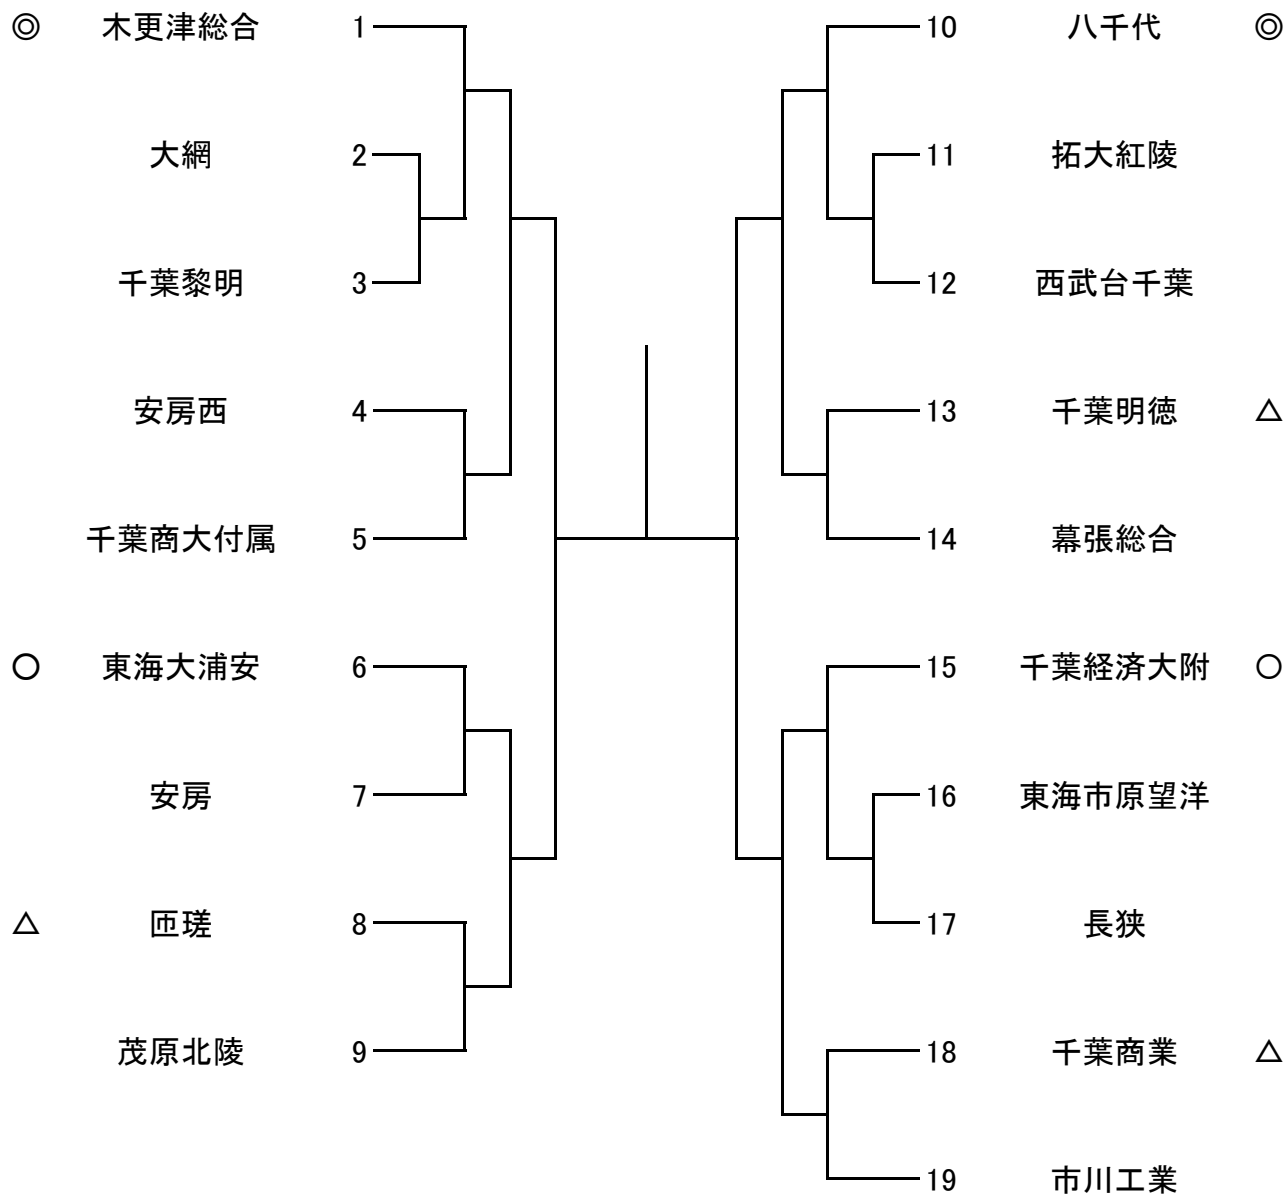 ◎ 木更津総合 1
大網 2
千葉黎明 3
安房西 4
千葉商大付属 5
○ 東海大浦安 6
安房 7
△ 匝瑳 8
茂原北陵 9
10 八千代 ◎
11 拓大紅陵
12 西武台千葉
13 千葉明徳 △
14 幕張総合
15 千葉経済大附 ○
16 東海市原望洋
17 長狭
18 千葉商業 △
19 市川工業